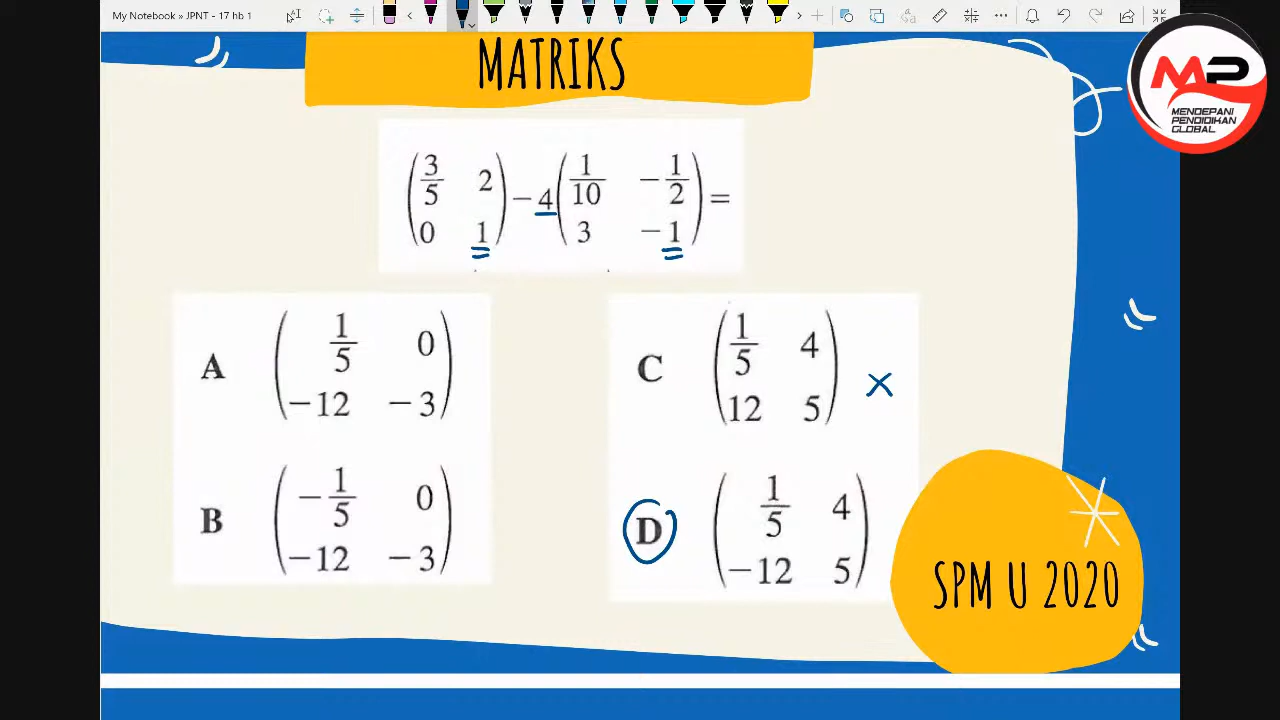 My Notebook » JPNT - 17 hb 1
MATRIKS
MP
MENDEPANI
PENDIDIKAN
GLOBAL
(3/5 2) − 4(1/10 −1/2) =
(0 1) (3 −1)
A (1/5 0)
(−12 −3)
B (−1/5 0)
(−12 −3)
C (1/5 4) ×
(12 5)
D (1/5 4)
(−12 5)
SPM U 2020